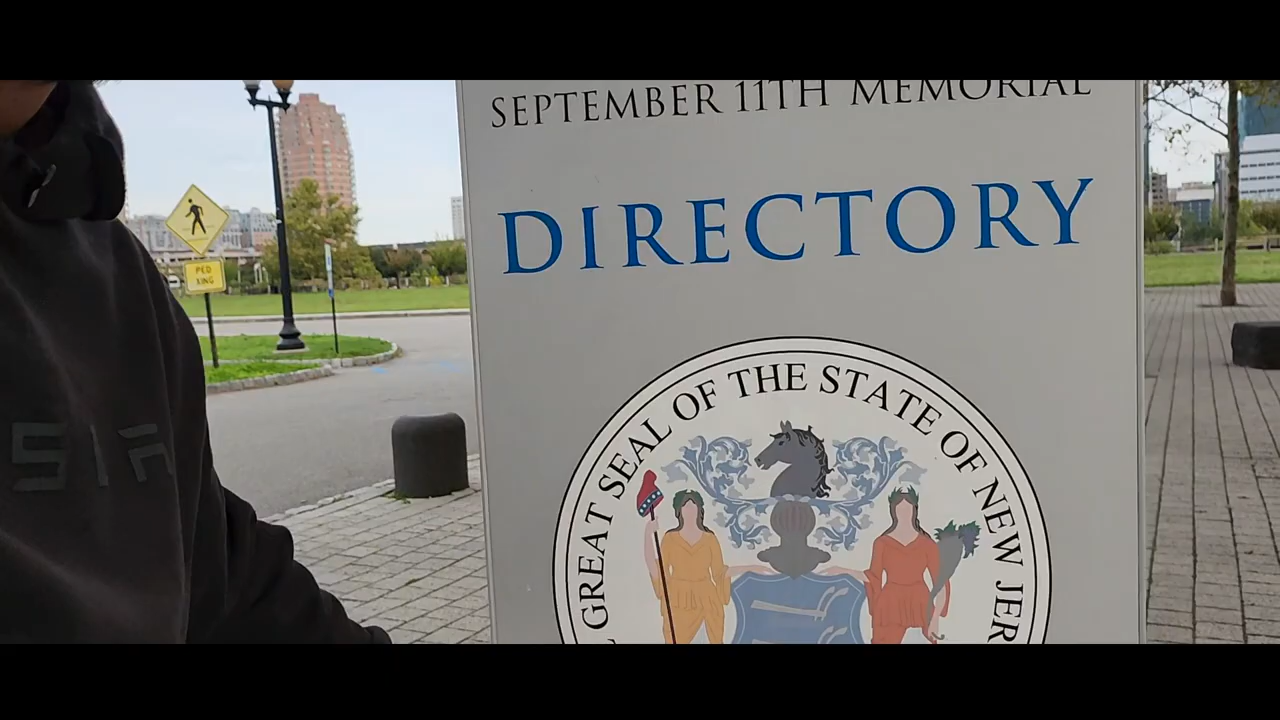 SEPTEMBER 11TH MEMORIAL
DIRECTORY
GREAT SEAL OF THE STATE OF NEW JER
PED
XING